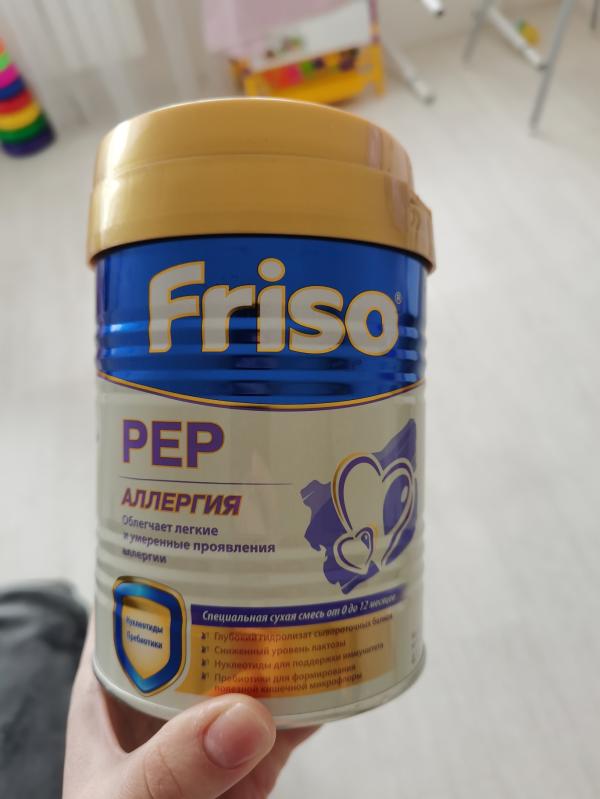 Friso®
PEP
АЛЛЕРГИЯ
Облегчает легкие
и умеренные проявления
аллергии
Нуклеотиды
Пребиотики
Специальная сухая смесь от 0 до 12 месяцев
Глубокий гидролизат сывороточных белков
Сниженный уровень лактозы
Нуклеотиды для поддержки иммунитета
Пребиотики для формирования
полезной кишечной микрофлоры